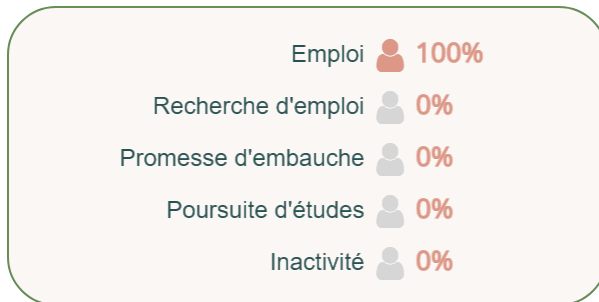 Emploi 100%
Recherche d'emploi 0%
Promesse d'embauche 0%
Poursuite d'études 0%
Inactivité 0%